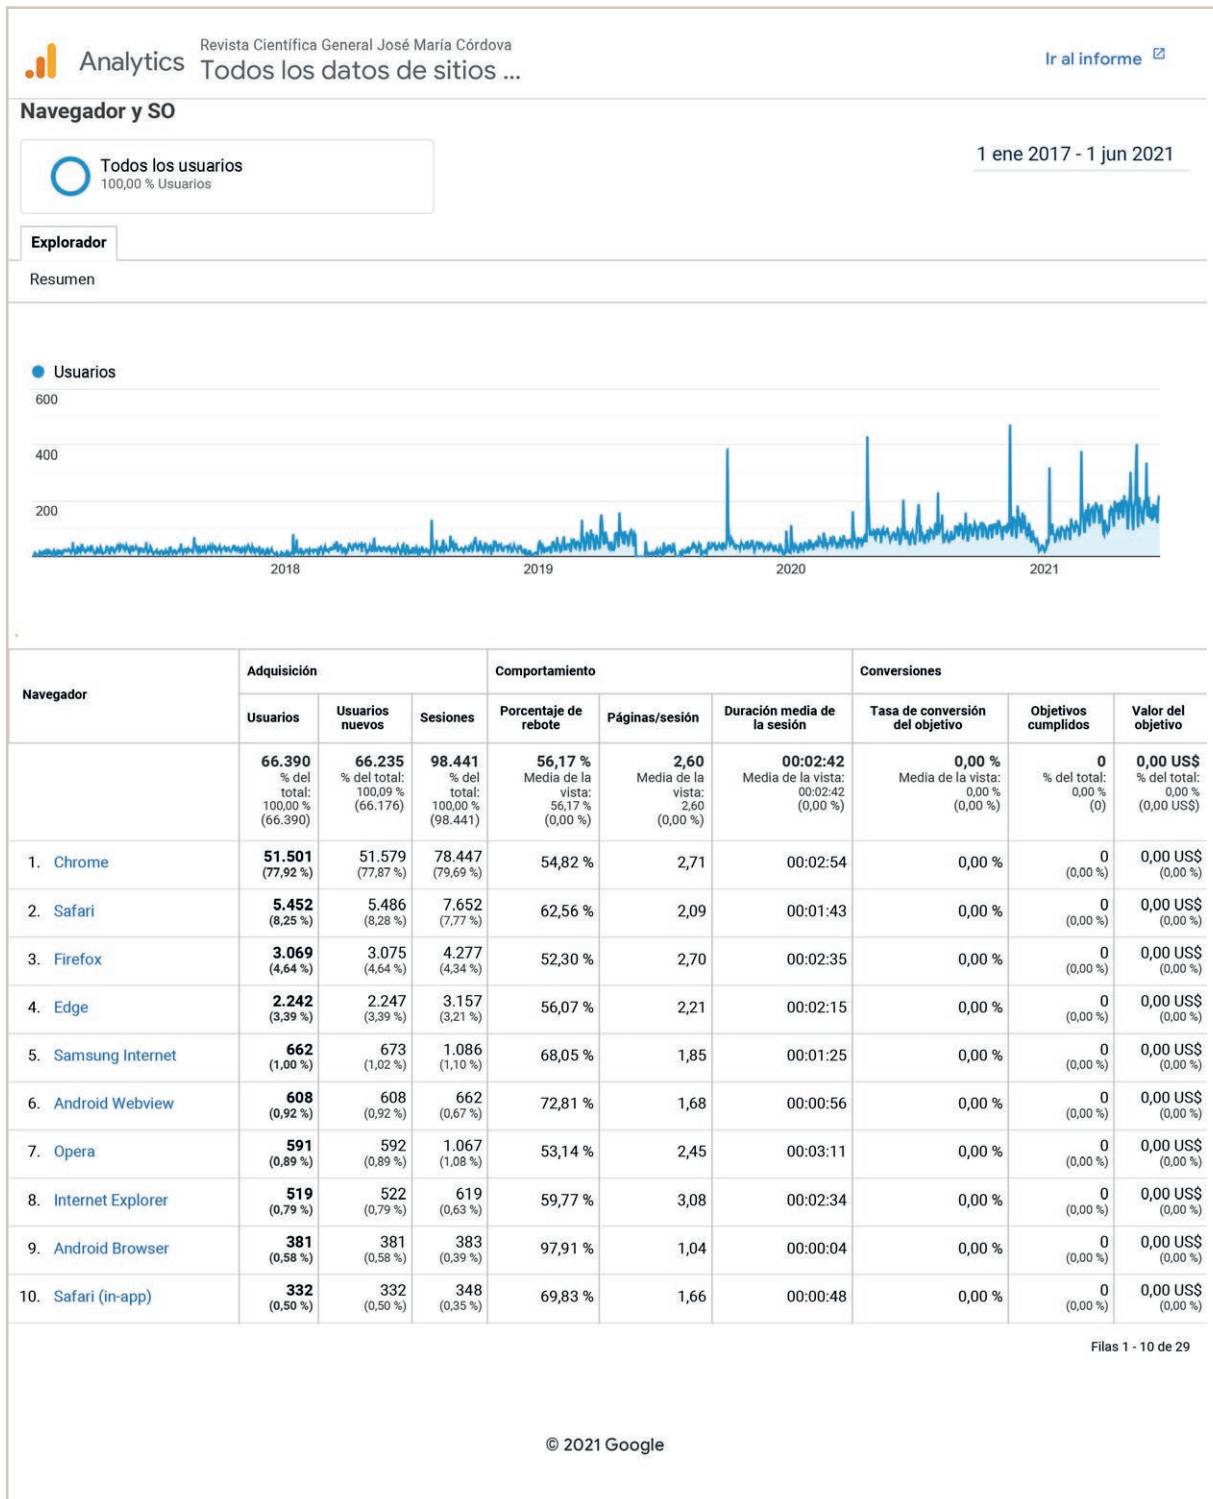 Analytics
Revista Científica General José María Córdova
Todos los datos de sitios ...
Ir al informe
Navegador y SO
Todos los usuarios
100,00 % Usuarios
1 ene 2017 - 1 jun 2021
Explorador
Resumen
Usuarios
600
400
200
2018 2019 2020 2021
Navegador Adquisición Comportamiento Conversiones
Usuarios Usuarios nuevos Sesiones Porcentaje de rebote Páginas/sesión Duración media de la sesión Tasa de conversión del objetivo Objetivos cumplidos Valor del objetivo
66.390 % del total: 100,00 % (66.390) 66.235 % del total: 100,09 % (66.176) 98.441 % del total: 100,00 % (98.441) 56,17 % Media de la vista: 56,17 % (0,00 %) 2,60 Media de la vista: 2,60 (0,00 %) 00:02:42 Media de la vista: 00:02:42 (0,00 %) 0,00 % Media de la vista: 0,00 % (0,00 %) 0 % del total: 0,00 % (0) 0,00 US$ % del total: 0,00 % (0,00 US$)
1. Chrome 51.501 (77,92 %) 51.579 (77,87 %) 78.447 (79,69 %) 54,82 % 2,71 00:02:54 0,00 % 0 (0,00 %) 0,00 US$ (0,00 %)
2. Safari 5.452 (8,25 %) 5.486 (8,28 %) 7.652 (7,77 %) 62,56 % 2,09 00:01:43 0,00 % 0 (0,00 %) 0,00 US$ (0,00 %)
3. Firefox 3.069 (4,64 %) 3.075 (4,64 %) 4.277 (4,34 %) 52,30 % 2,70 00:02:35 0,00 % 0 (0,00 %) 0,00 US$ (0,00 %)
4. Edge 2.242 (3,39 %) 2.247 (3,39 %) 3.157 (3,21 %) 56,07 % 2,21 00:02:15 0,00 % 0 (0,00 %) 0,00 US$ (0,00 %)
5. Samsung Internet 662 (1,00 %) 673 (1,02 %) 1.086 (1,10 %) 68,05 % 1,85 00:01:25 0,00 % 0 (0,00 %) 0,00 US$ (0,00 %)
6. Android Webview 608 (0,92 %) 608 (0,92 %) 662 (0,67 %) 72,81 % 1,68 00:00:56 0,00 % 0 (0,00 %) 0,00 US$ (0,00 %)
7. Opera 591 (0,89 %) 592 (0,89 %) 1.067 (1,08 %) 53,14 % 2,45 00:03:11 0,00 % 0 (0,00 %) 0,00 US$ (0,00 %)
8. Internet Explorer 519 (0,79 %) 522 (0,79 %) 619 (0,63 %) 59,77 % 3,08 00:02:34 0,00 % 0 (0,00 %) 0,00 US$ (0,00 %)
9. Android Browser 381 (0,58 %) 381 (0,58 %) 383 (0,39 %) 97,91 % 1,04 00:00:04 0,00 % 0 (0,00 %) 0,00 US$ (0,00 %)
10. Safari (in-app) 332 (0,50 %) 332 (0,50 %) 348 (0,35 %) 69,83 % 1,66 00:00:48 0,00 % 0 (0,00 %) 0,00 US$ (0,00 %)
Filas 1 - 10 de 29
© 2021 Google